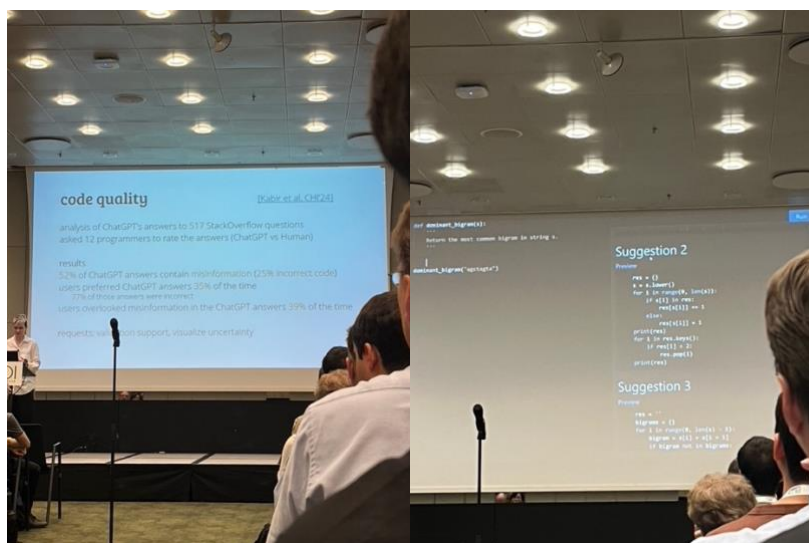 code quality
[Kabir et al, CHI'24]
analysis of ChatGPT's answers to 517 StackOverflow questions
asked 12 programmers to rate the answers (ChatGPT vs Human)
results
52% of ChatGPT answers contain misinformation (25% incorrect code)
users preferred ChatGPT answers 35% of the time
77% of those answers were incorrect
users overlooked misinformation in the ChatGPT answers 39% of the time
requests: validation support, visualize uncertainty
Run
def dominant_bigram(s):
'''
Return the most common bigram in string s.
'''
Suggestion 2
Preview
res = {}
s = s.lower()
for i in range(0, len(s)):
if s[i] in res:
res[s[i]] += 1
else:
res[s[i]] = 1
print(res)
for i in res.keys():
if res[i] < 2:
res.pop(i)
print(res)
Suggestion 3
Preview
res = ''
bigrams = {}
for i in range(0, len(s) - 1):
bigram = s[i] + s[i + 1]
if bigram not in bigrams: